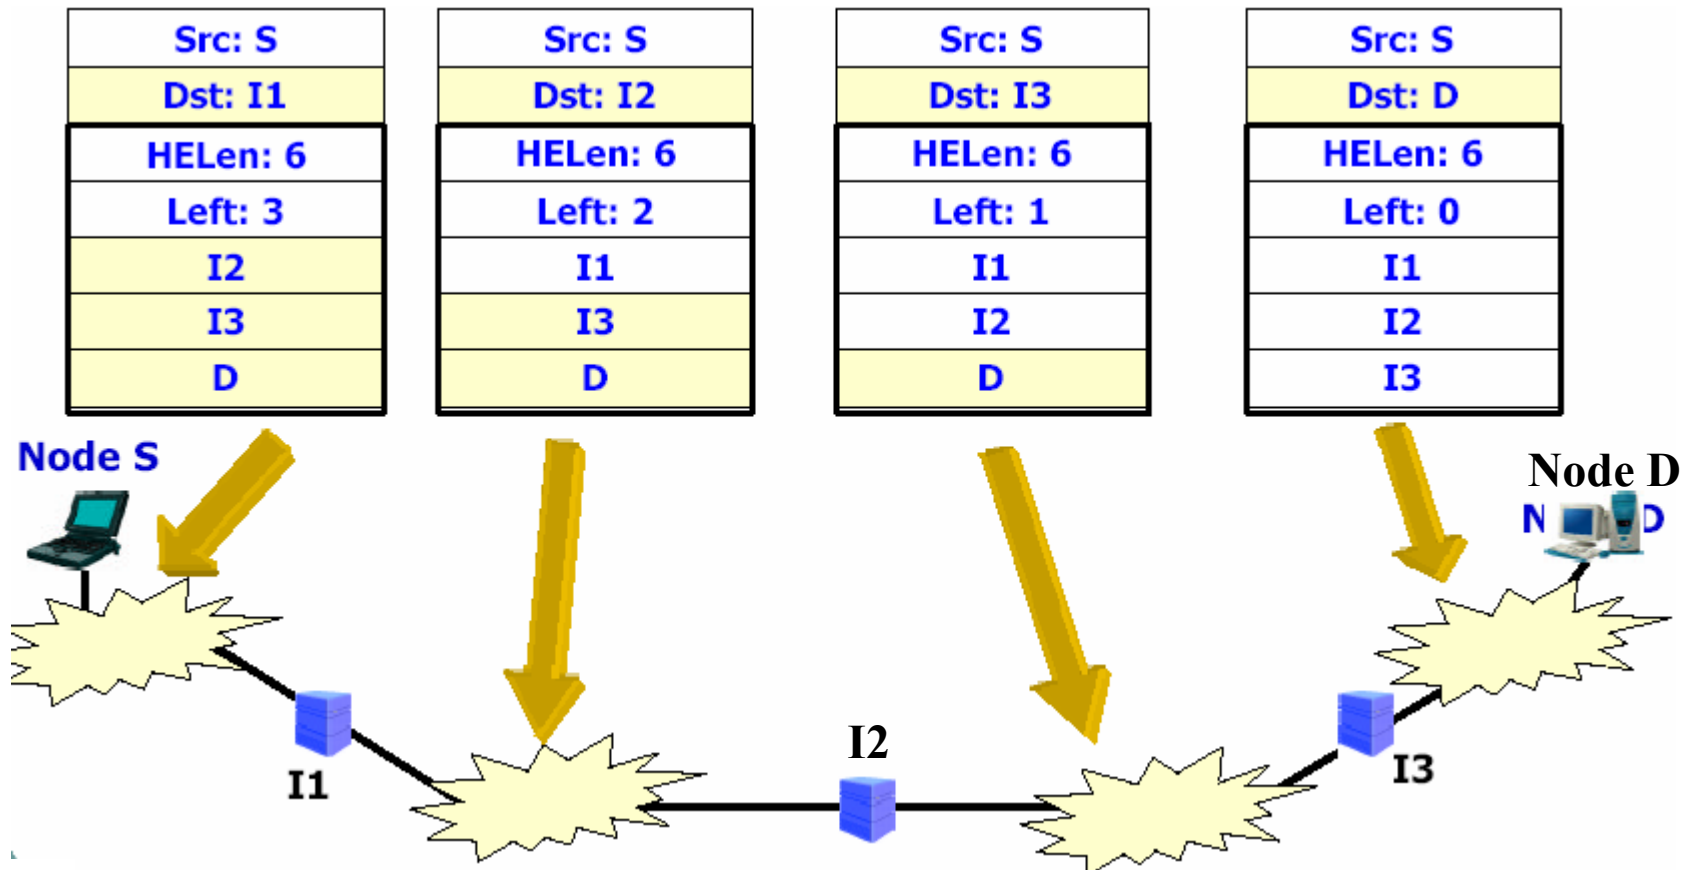 Src: S
Dst: I1
HELen: 6
Left: 3
I2
I3
D
Src: S
Dst: I2
HELen: 6
Left: 2
I1
I3
D
Src: S
Dst: I3
HELen: 6
Left: 1
I1
I2
D
Src: S
Dst: D
HELen: 6
Left: 0
I1
I2
I3
Node S
Node D
N D
I1
I2
I3